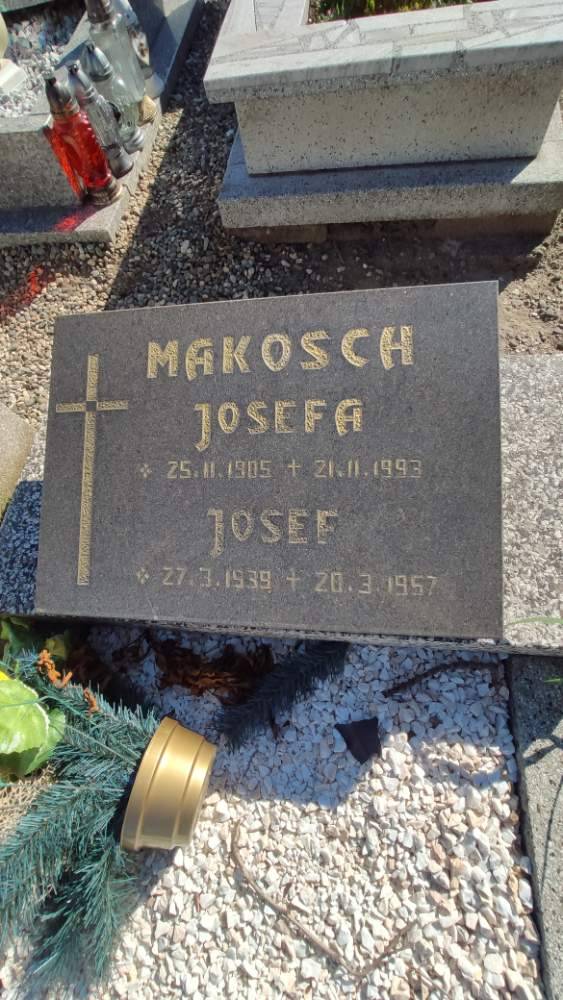 MAKOSCH
JOSEFA
25.11.1905 + 21.11.1993
JOSEF
27.3.1939 + 20.3.1957